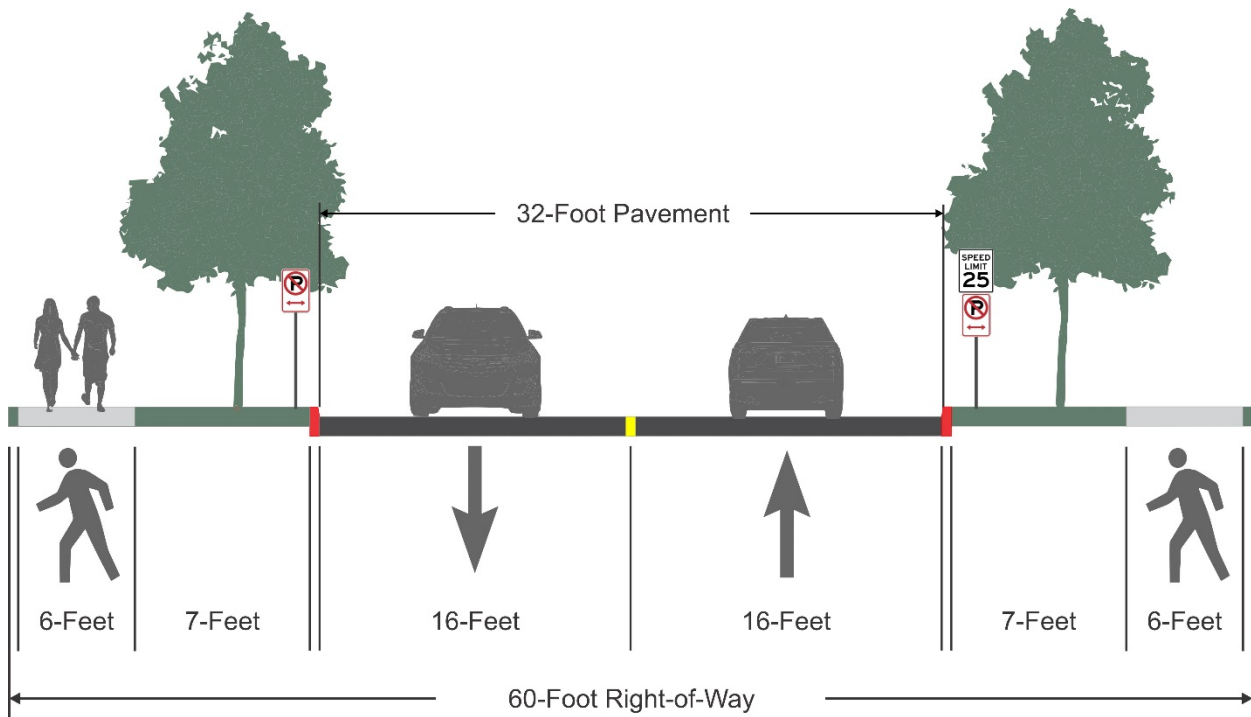 32-Foot Pavement
P
SPEED
LIMIT
25
P
6-Feet
7-Feet
16-Feet
16-Feet
7-Feet
6-Feet
60-Foot Right-of-Way